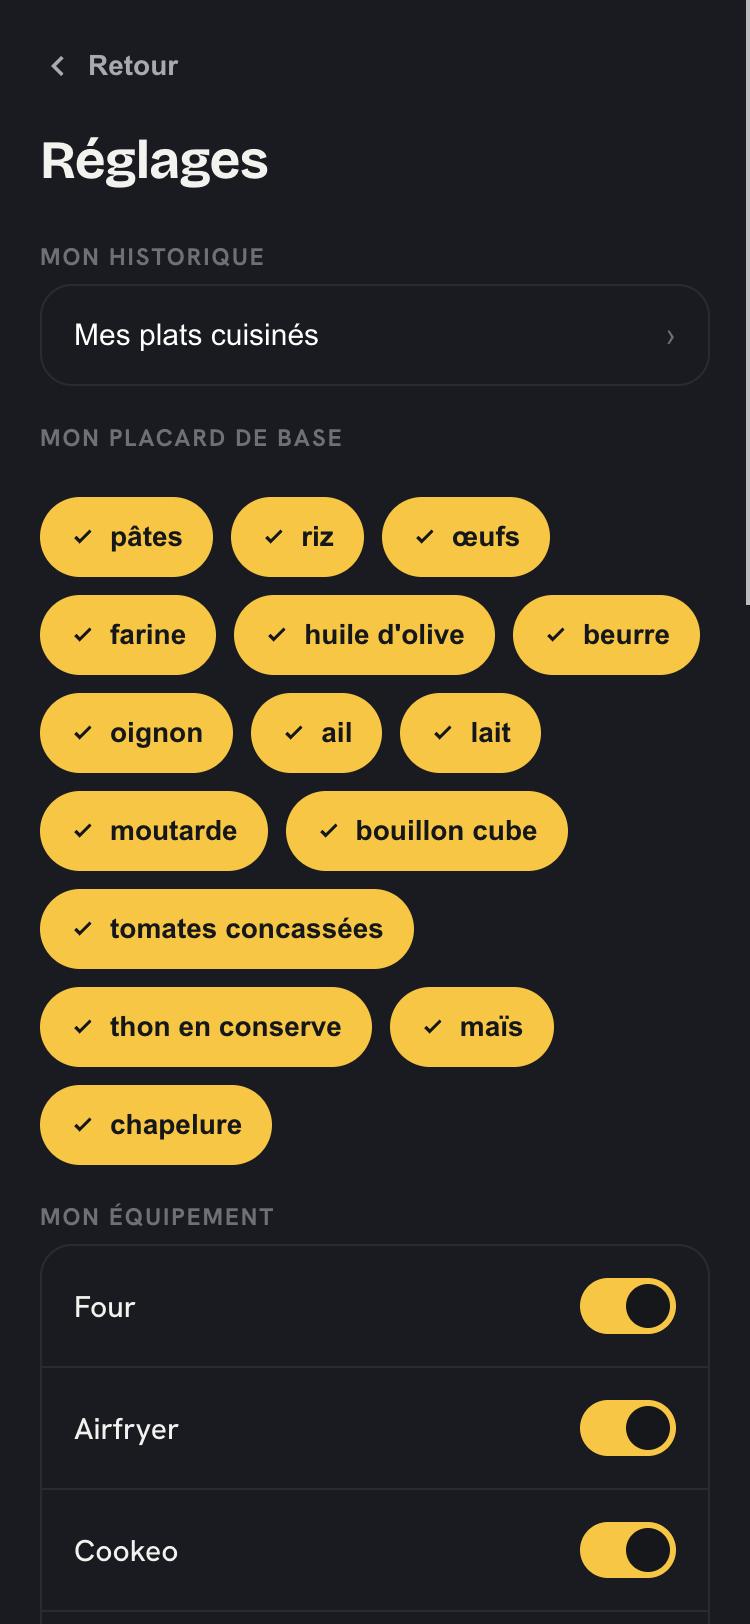 Retour
Réglages
MON HISTORIQUE
Mes plats cuisinés
MON PLACARD DE BASE
pâtes riz œufs
farine huile d'olive beurre
oignon ail lait
moutarde bouillon cube
tomates concassées
thon en conserve maïs
chapelure
MON ÉQUIPEMENT
Four
Airfryer
Cookeo